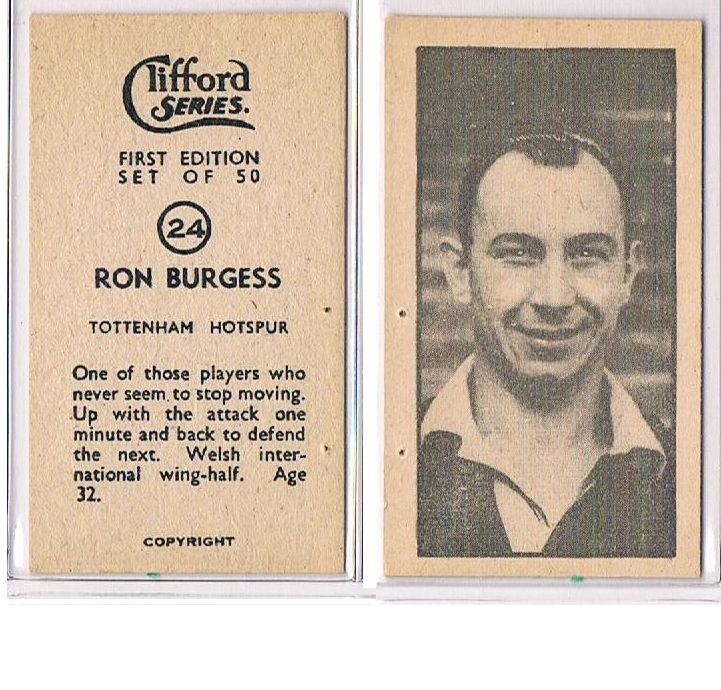 Clifford
SERIES.
FIRST EDITION
SET OF 50
24
RON BURGESS
TOTTENHAM HOTSPUR
One of those players who
never seem to stop moving.
Up with the attack one
minute and back to defend
the next. Welsh inter-
national wing-half. Age
32.
COPYRIGHT